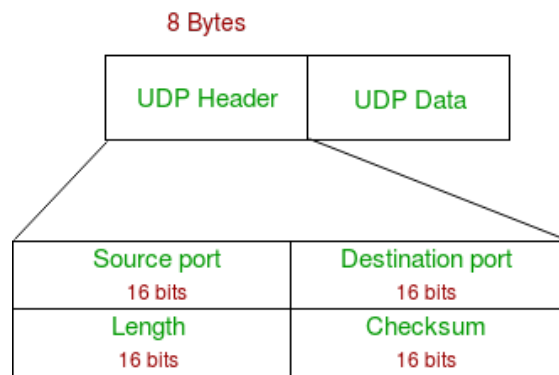 8 Bytes
UDP Header UDP Data
Source port Destination port
16 bits 16 bits
Length Checksum
16 bits 16 bits